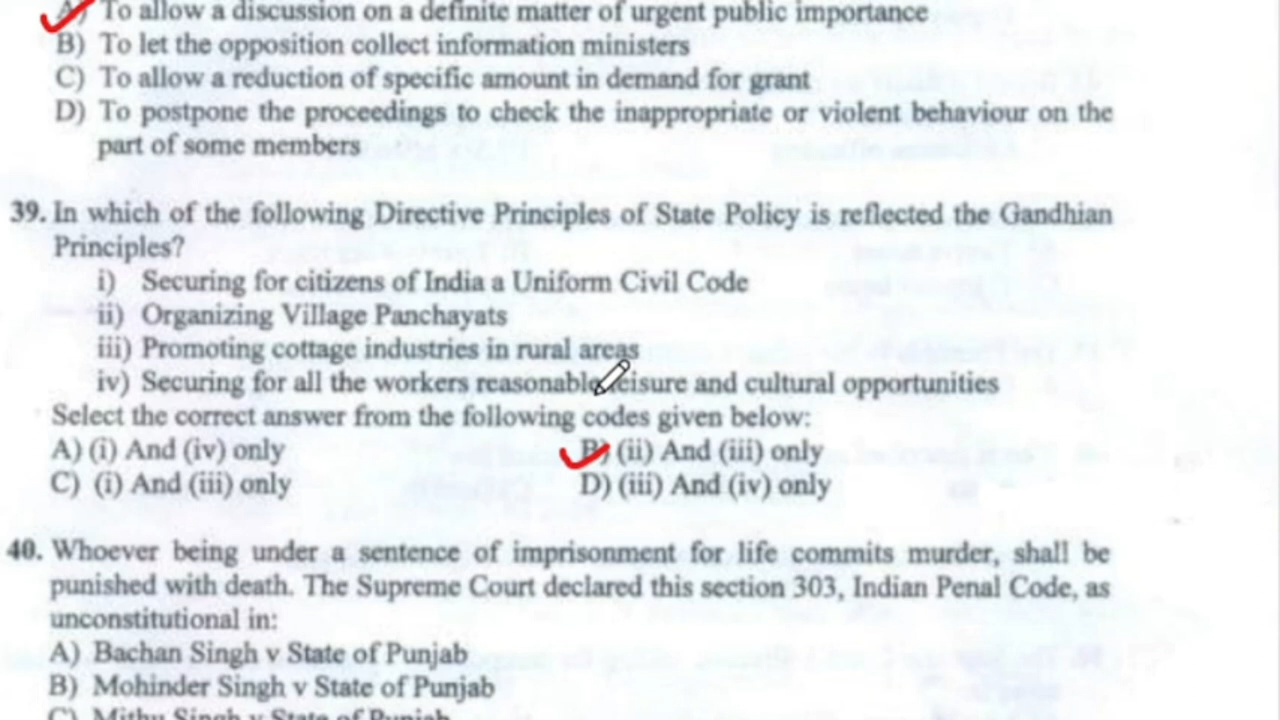 A) To allow a discussion on a definite matter of urgent public importance
B) To let the opposition collect information ministers
C) To allow a reduction of specific amount in demand for grant
D) To postpone the proceedings to check the inappropriate or violent behaviour on the
part of some members
39. In which of the following Directive Principles of State Policy is reflected the Gandhian
Principles?
i) Securing for citizens of India a Uniform Civil Code
ii) Organizing Village Panchayats
iii) Promoting cottage industries in rural areas
iv) Securing for all the workers reasonable leisure and cultural opportunities
Select the correct answer from the following codes given below:
A) (i) And (iv) only B) (ii) And (iii) only
C) (i) And (iii) only D) (iii) And (iv) only
40. Whoever being under a sentence of imprisonment for life commits murder, shall be
punished with death. The Supreme Court declared this section 303, Indian Penal Code, as
unconstitutional in:
A) Bachan Singh v State of Punjab
B) Mohinder Singh v State of Punjab
C) Mithu Singh v State of Punjab